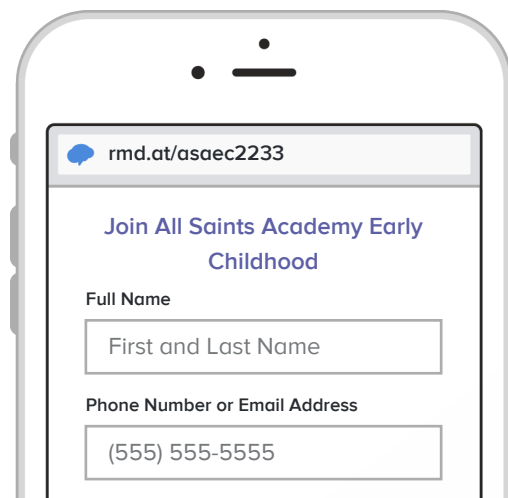 rmd.at/asaec2233
Join All Saints Academy Early
Childhood
Full Name
First and Last Name
Phone Number or Email Address
(555) 555-5555